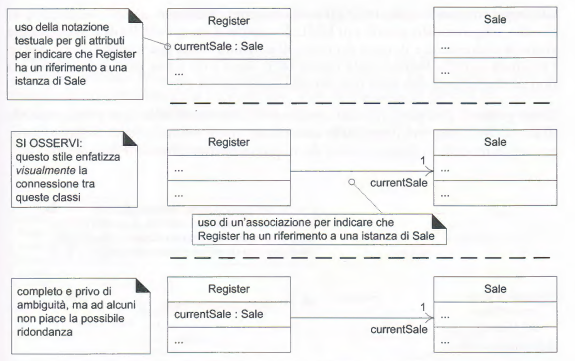 uso della notazione
testuale per gli attributi
per indicare che Register
ha un riferimento a una
istanza di Sale
Register
currentSale : Sale
...
Sale
...
...
SI OSSERVI:
questo stile enfatizza
visualmente la
connessione tra
queste classi
Register
...
...
1
currentSale
Sale
...
...
uso di un'associazione per indicare che
Register ha un riferimento a una istanza di Sale
completo e privo di
ambiguità, ma ad alcuni
non piace la possibile
ridondanza
Register
currentSale : Sale
...
1
currentSale
Sale
...
...